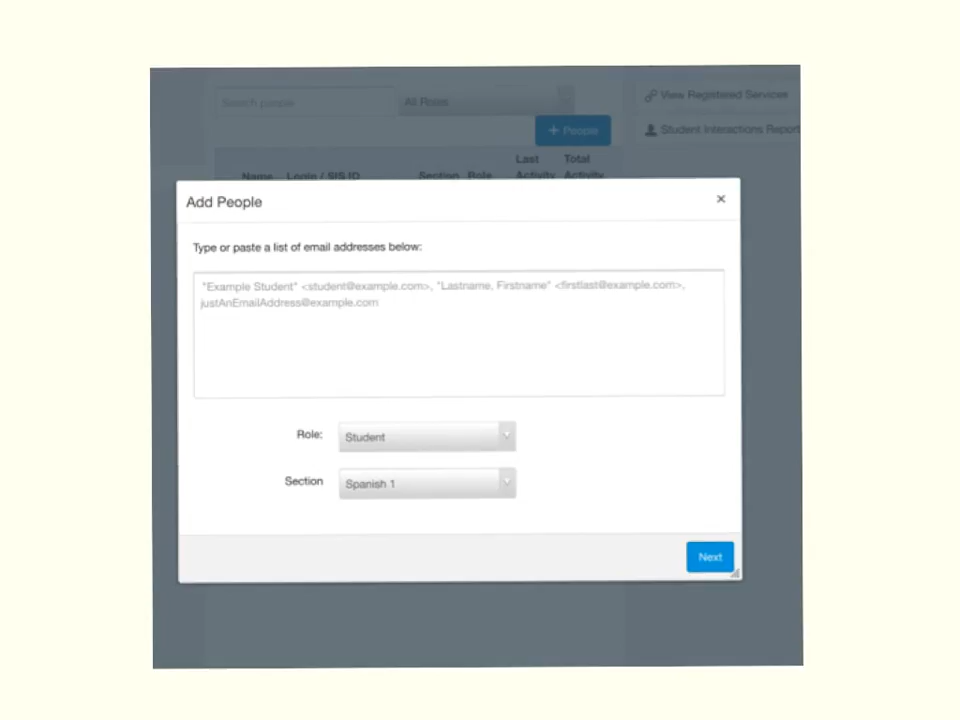 Search people
All Roles
View Registered Services
+ People
Student Interactions Report
Last Total
Name Login / SIS ID Section Role Activity Activity
Add People
×
Type or paste a list of email addresses below:
"Example Student" <student@example.com>, "Lastname, Firstname" <firstlast@example.com>,
justAnEmailAddress@example.com
Role: Student
Section Spanish 1
Next